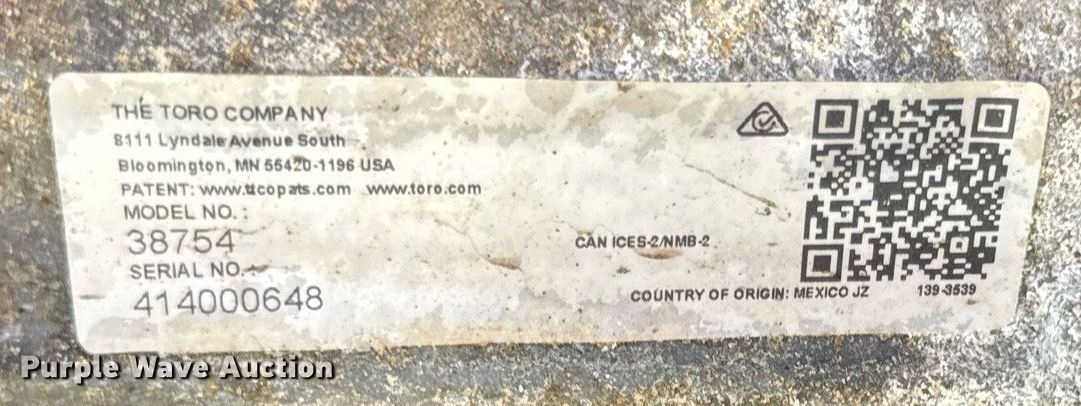 THE TORO COMPANY
8111 Lyndale Avenue South
Bloomington, MN 55420-1196 USA
PATENT: www.ttcopats.com www.toro.com
MODEL NO. :
38754
SERIAL NO.
414000648
CAN ICES-2/NMB-2
COUNTRY OF ORIGIN: MEXICO JZ
139-3539
Purple Wave Auction